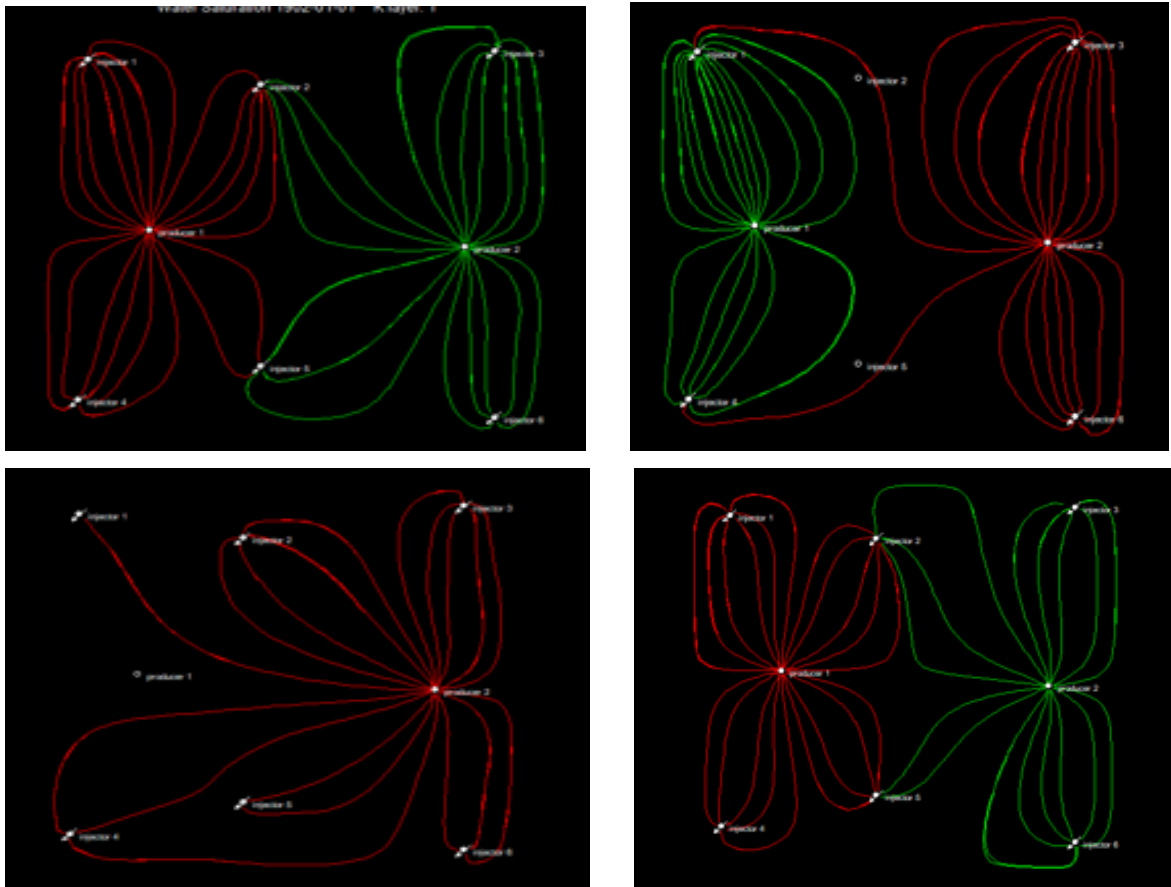 Water Saturation 1902-01-01 K layer: 1
injector 1
injector 2
injector 3
producer 1
producer 2
injector 4
injector 5
injector 6
injector 1
injector 2
injector 3
producer 1
producer 2
injector 4
injector 5
injector 6
injector 1
injector 2
injector 3
producer 1
producer 2
injector 4
injector 5
injector 6
injector 1
injector 2
injector 3
producer 1
producer 2
injector 4
injector 5
injector 6